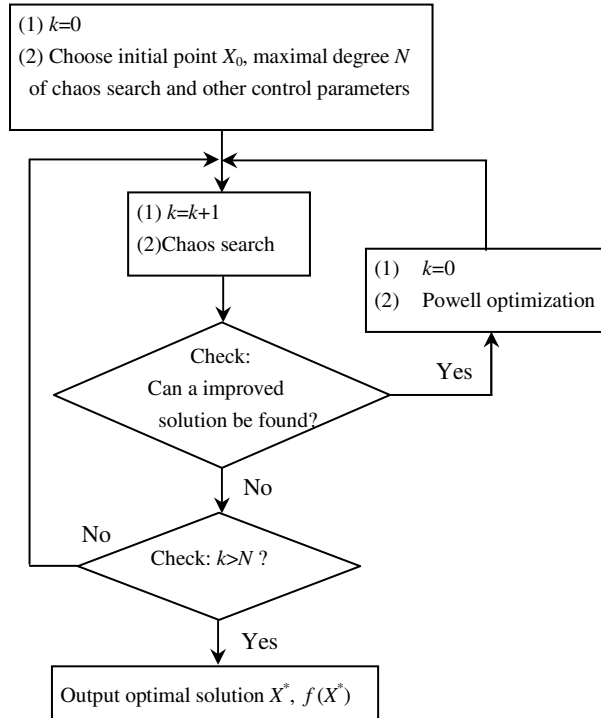 (1) k=0
(2) Choose initial point X₀, maximal degree N
of chaos search and other control parameters
(1) k=k+1
(2)Chaos search
(1) k=0
(2) Powell optimization
Check:
Can a improved
solution be found?
Yes
No
No
Check: k>N ?
Yes
Output optimal solution X*, f(X*)